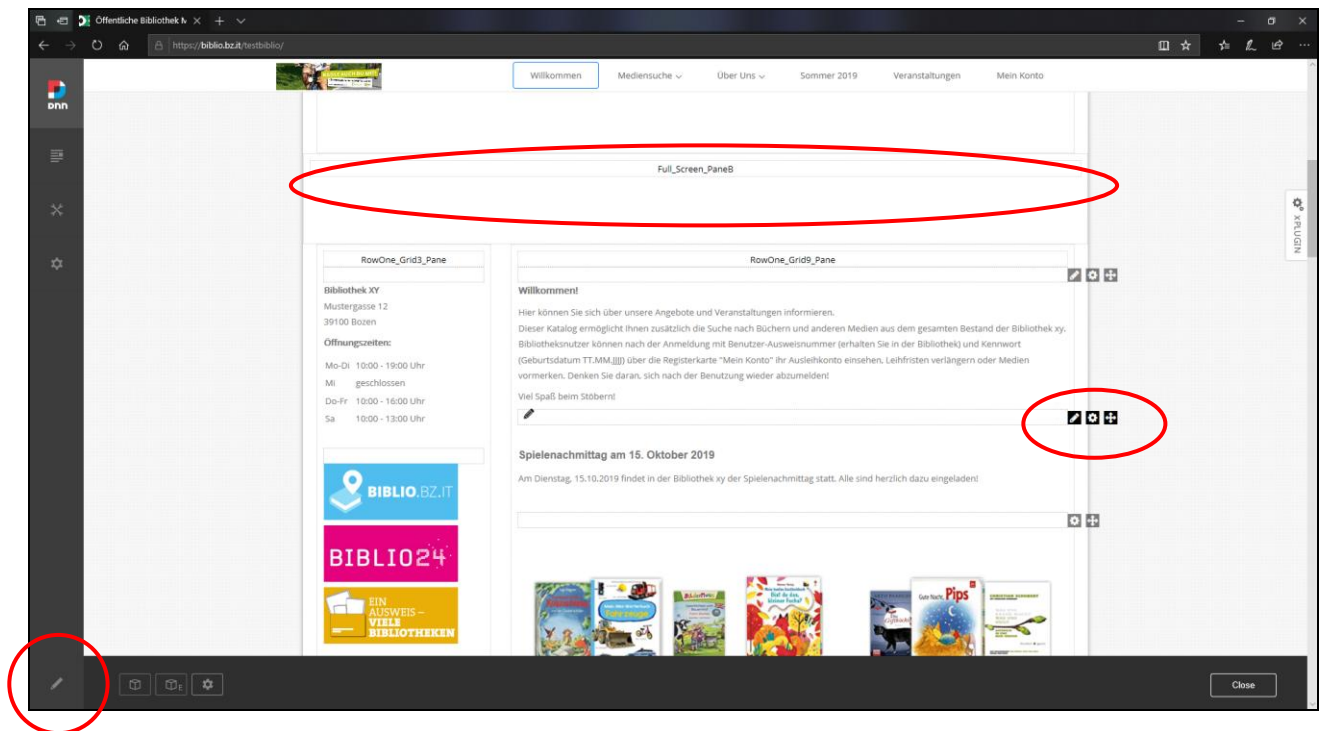 Öffentliche Bibliothek M
https://biblio.bz.it/testbiblio/
Willkommen
Mediensuche
Über Uns
Sommer 2019
Veranstaltungen
Mein Konto
Full_Screen_PaneB
XPLUGIN
RowOne_Grid3_Pane
Bibliothek XY
Mustergasse 12
39100 Bozen
Öffnungszeiten:
Mo-Di 10:00 - 19:00 Uhr
Mi geschlossen
Do-Fr 10:00 - 16:00 Uhr
Sa 10:00 - 13:00 Uhr
BIBLIO.BZ.IT
BIBLIO24
EIN
AUSWEIS –
VIELE
BIBLIOTHEKEN
RowOne_Grid9_Pane
Willkommen!
Hier können Sie sich über unsere Angebote und Veranstaltungen informieren.
Dieser Katalog ermöglicht Ihnen zusätzlich die Suche nach Büchern und anderen Medien aus dem gesamten Bestand der Bibliothek xy.
Bibliotheksnutzer können nach der Anmeldung mit Benutzer-Ausweisnummer (erhalten Sie in der Bibliothek) und Kennwort
(Geburtsdatum TT.MM.JJJJ) über die Registerkarte "Mein Konto" ihr Ausleihkonto einsehen, Leihfristen verlängern oder Medien
vormerken. Denken Sie daran, sich nach der Benutzung wieder abzumelden!
Viel Spaß beim Stöbern!
Spielenachmittag am 15. Oktober 2019
Am Dienstag, 15.10.2019 findet in der Bibliothek xy der Spielenachmittag statt. Alle sind herzlich dazu eingeladen!
Fahrzeuge
Gute Nacht, Pips
dnn
E
Close